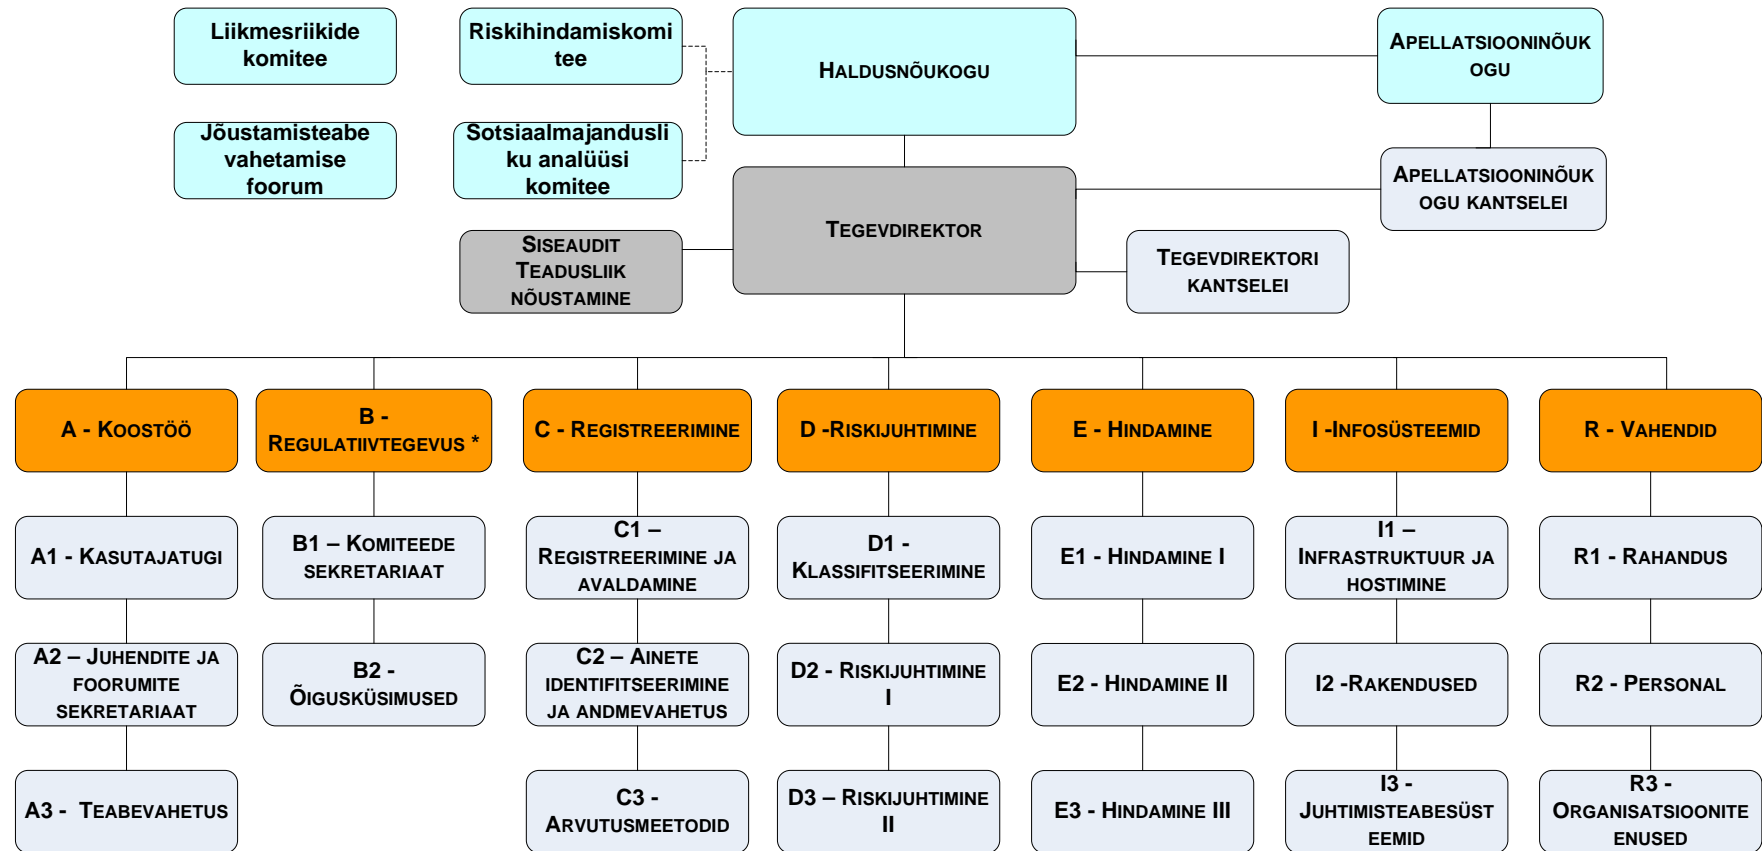 Liikmesriikide
komitee
Riskihindamiskomi
tee
HALDUSNÕUKOGU
APELLATSIOONINÕUK
OGU
Jõustamisteabe
vahetamise
foorum
Sotsiaalmajandusli
ku analüüsi
komitee
APELLATSIOONINÕUK
OGU KANTSELEI
TEGEVDIREKTOR
SISEAUDIT
TEADUSLIK
NÕUSTAMINE
TEGEVDIREKTORI
KANTSELEI
A - KOOSTÖÖ
B -
REGULATIIVTEGEVUS *
C - REGISTREERIMINE
D -RISKIJUHTIMINE
E - HINDAMINE
I -INFOSÜSTEEMID
R - VAHENDID
A1 - KASUTAJATUGI
B1 – KOMITEEDE
SEKRETARIAAT
C1 –
REGISTREERIMINE JA
AVALDAMINE
D1 -
KLASSIFITSEERIMINE
E1 - HINDAMINE I
I1 –
INFRASTRUKTUUR JA
HOSTIMINE
R1 - RAHANDUS
A2 – JUHENDITE JA
FOORUMITE
SEKRETARIAAT
B2 -
ÕIGUSKÜSIMUSED
C2 – AINETE
IDENTIFITSEERIMINE
JA ANDMEVAHETUS
D2 - RISKIJUHTIMINE
I
E2 - HINDAMINE II
I2 -RAKENDUSED
R2 - PERSONAL
A3 - TEABEVAHETUS
C3 -
ARVUTUSMEETODID
D3 – RISKIJUHTIMINE
II
E3 - HINDAMINE III
I3 -
JUHTIMISTEABESÜST
EEMID
R3 -
ORGANISATSIOONITE
ENUSED